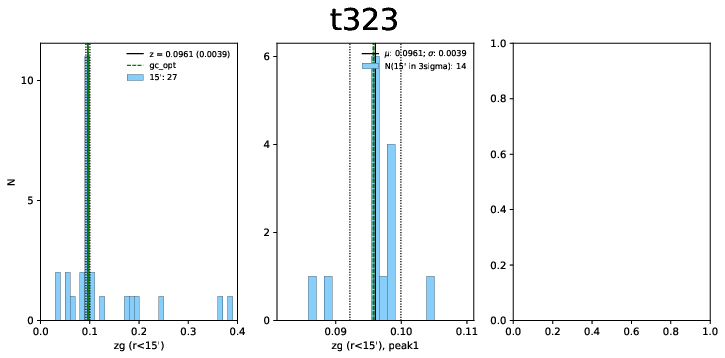 t323
z = 0.0961 (0.0039)
gc_opt
15': 27
N
10
5
0
0.0 0.1 0.2 0.3 0.4
zg (r<15')
μ: 0.0961; σ: 0.0039
N(15' in 3sigma): 14
6
4
2
0
0.09 0.10 0.11
zg (r<15'), peak1
1.0
0.8
0.6
0.4
0.2
0.0
0.0 0.2 0.4 0.6 0.8 1.0